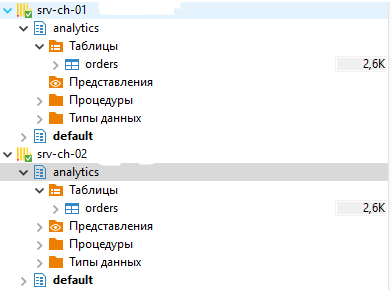 srv-ch-01
analytics
Таблицы
orders 2,6K
Представления
Процедуры
Типы данных
default
srv-ch-02
analytics
Таблицы
orders 2,6K
Представления
Процедуры
Типы данных
default